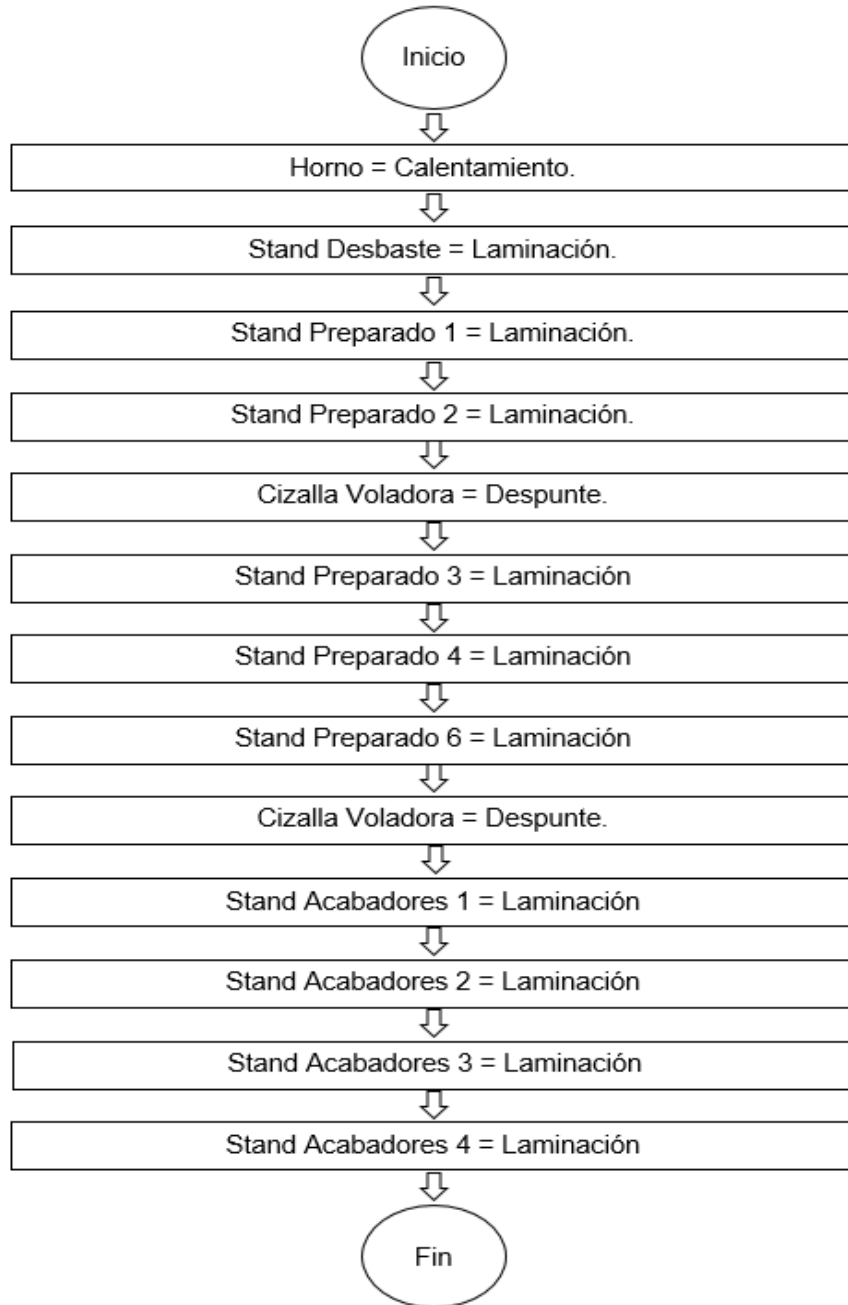 Inicio
Horno = Calentamiento.
Stand Desbaste = Laminación.
Stand Preparado 1 = Laminación.
Stand Preparado 2 = Laminación.
Cizalla Voladora = Despunte.
Stand Preparado 3 = Laminación
Stand Preparado 4 = Laminación
Stand Preparado 6 = Laminación
Cizalla Voladora = Despunte.
Stand Acabadores 1 = Laminación
Stand Acabadores 2 = Laminación
Stand Acabadores 3 = Laminación
Stand Acabadores 4 = Laminación
Fin